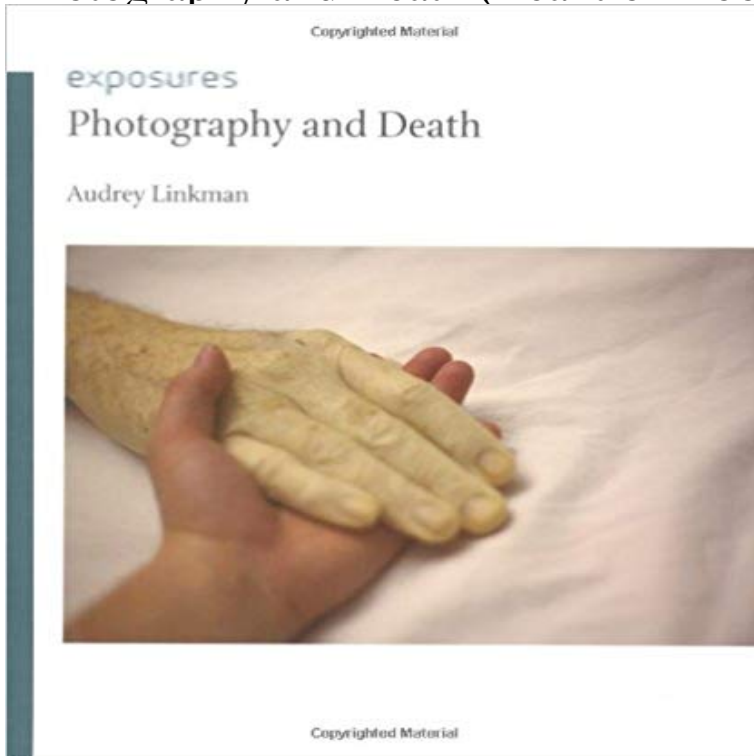 Copyrighted Material
exposures
Photography and Death
Audrey Linkman
Copyrighted Material